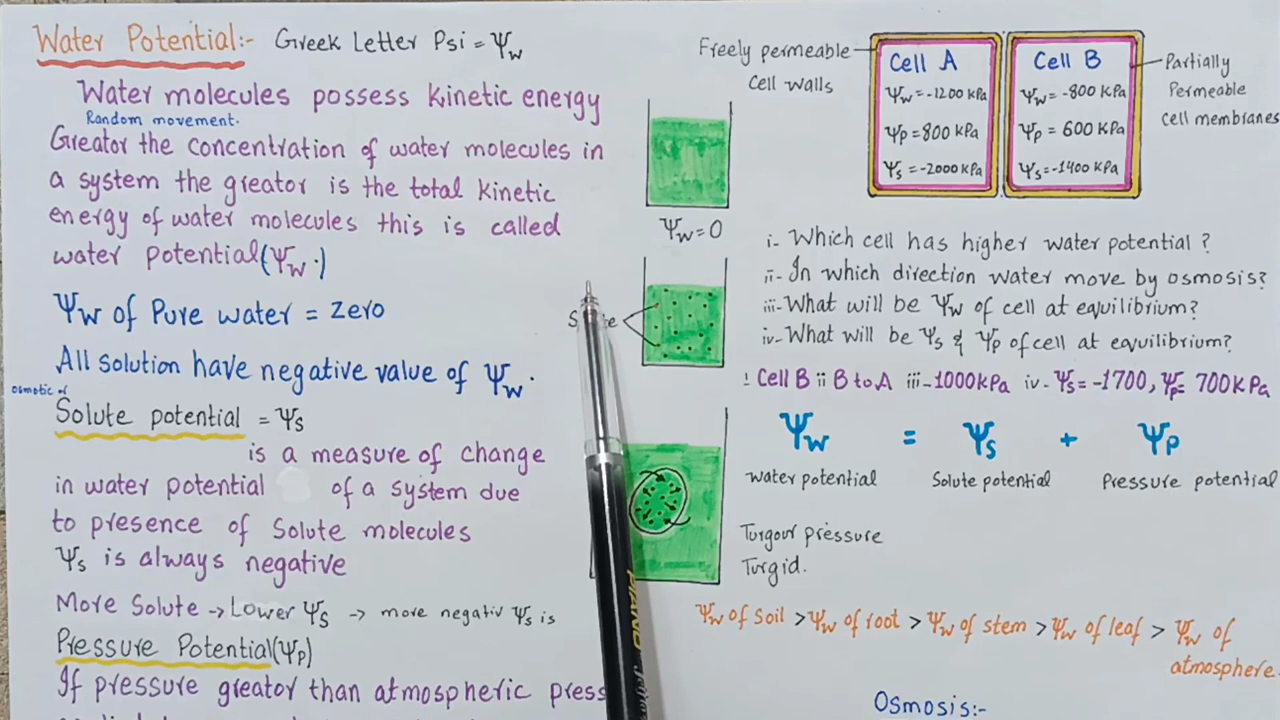 Water Potential:- Greek Letter Psi = Ψw
Water molecules possess kinetic energy
Random movement.
Greator the concentration of water molecules in
a system the greator is the total kinetic
energy of water molecules this is called
water potential(Ψw.)
Ψw of Pure water = Zero
All solution have negative value of Ψw.
osmotic of
Solute potential = Ψs
is a measure of change
in water potential of a system due
to presence of Solute molecules
Ψs is always negative
More Solute → Lower Ψs → more negativ Ψs is
Pressure Potential(Ψp)
If pressure greator than atmospheric press
Ψw=0
Turgour pressure
Turgid.
Freely permeable
Cell walls
Cell A
Ψw=-1200 kPa
Ψp=800 kPa
Ψs=-2000kPa
Cell B
Ψw=-800kPa
Ψp=600 kPa
Ψs=-1400 kPa
Partially
Permeable
cell membranes
i- Which cell has higher water potential?
ii- In which direction water move by osmosis?
iii- What will be Ψw of cell at equilibrium?
iv- What will be Ψs & Ψp of cell at equilibrium?
i Cell B ii B to A iii -1000kPa iv- Ψs=-1700, Ψp= 700kPa
Ψw = Ψs + Ψp
Water potential Solute potential Pressure potential
Ψw of Soil > Ψw of root > Ψw of stem > Ψw of leaf > Ψw of
atmosphere.
Osmosis:-
PIANO